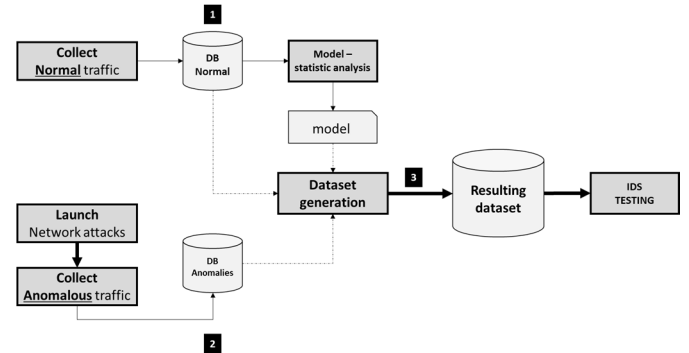 1
Collect
Normal traffic
DB
Normal
Model –
statistic analysis
model
Dataset
generation
3
Resulting
dataset
IDS
TESTING
Launch
Network attacks
Collect
Anomalous traffic
DB
Anomalies
2